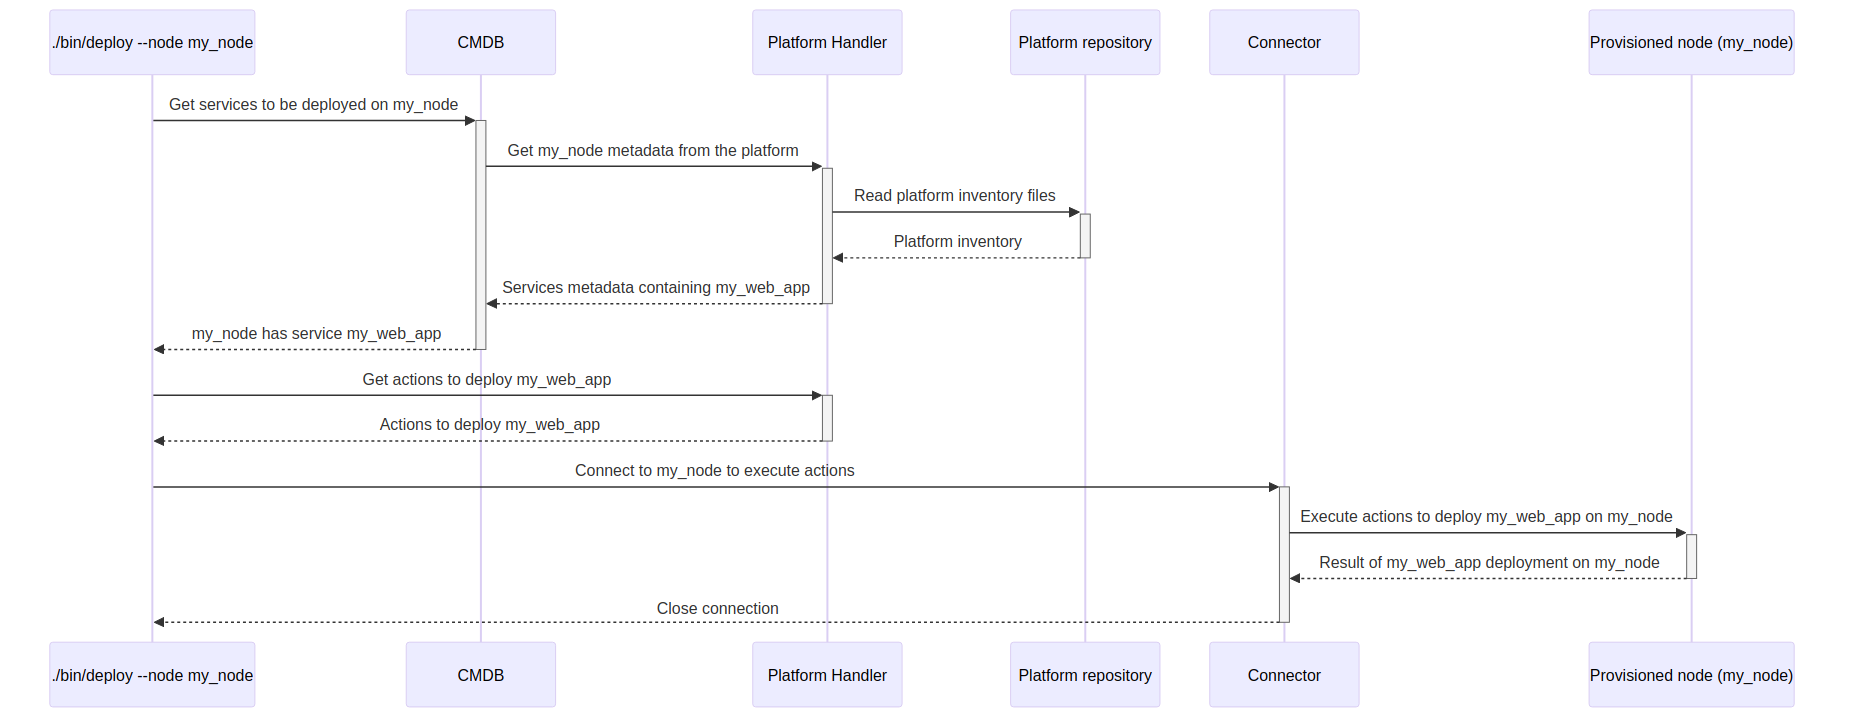 ./bin/deploy --node my_node
CMDB
Platform Handler
Platform repository
Connector
Provisioned node (my_node)
Get services to be deployed on my_node
Get my_node metadata from the platform
Read platform inventory files
Platform inventory
Services metadata containing my_web_app
my_node has service my_web_app
Get actions to deploy my_web_app
Actions to deploy my_web_app
Connect to my_node to execute actions
Execute actions to deploy my_web_app on my_node
Result of my_web_app deployment on my_node
Close connection
./bin/deploy --node my_node
CMDB
Platform Handler
Platform repository
Connector
Provisioned node (my_node)